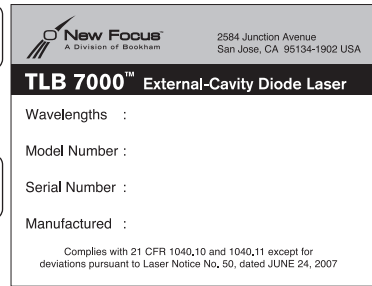 New Focus™
A Division of Bookham
2584 Junction Avenue
San Jose, CA 95134-1902 USA
TLB 7000™ External-Cavity Diode Laser
Wavelengths :
Model Number :
Serial Number :
Manufactured :
Complies with 21 CFR 1040.10 and 1040.11 except for
deviations pursuant to Laser Notice No. 50, dated JUNE 24, 2007